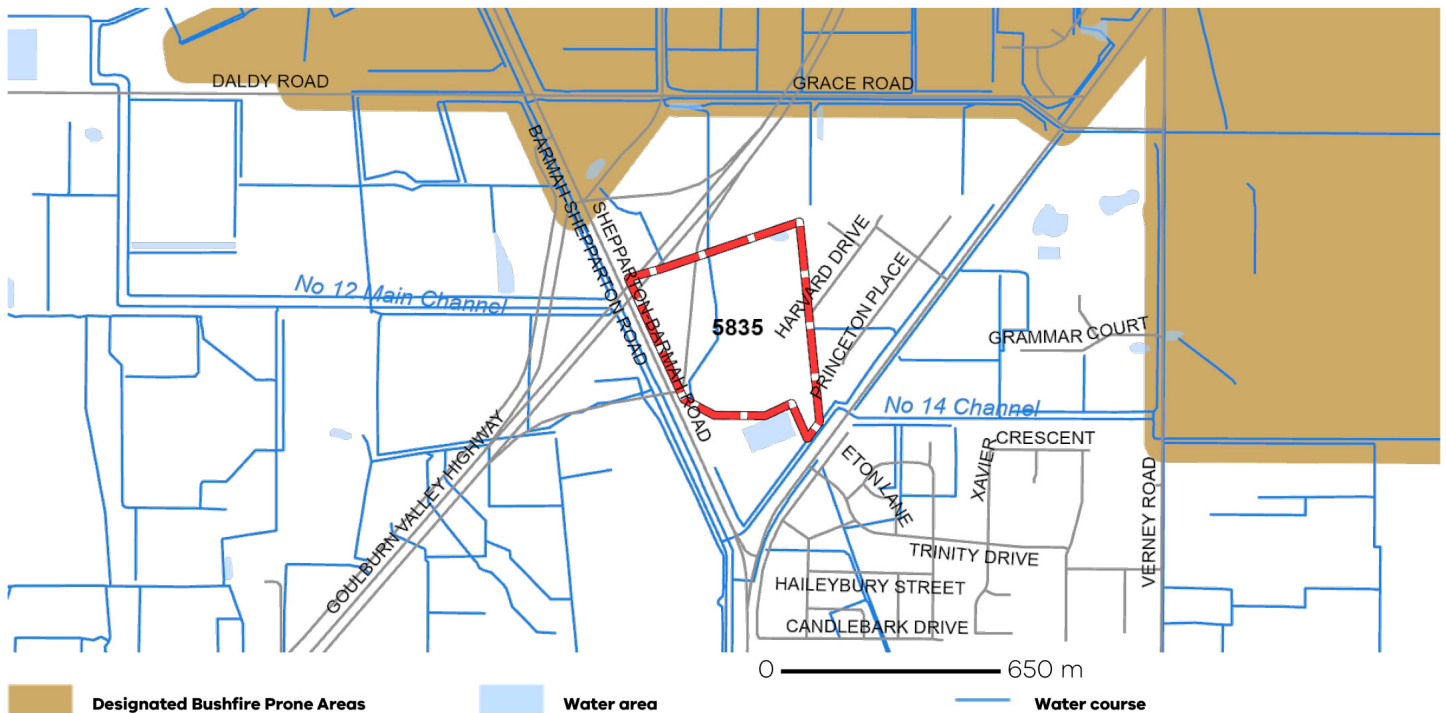 DALDY ROAD
GRACE ROAD
BARMAH-SHEPPARTON ROAD
SHEPPARTON-BARMAH ROAD
No 12 Main Channel
5835
HARVARD DRIVE
PRINCETON PLACE
GRAMMAR COURT
No 14 Channel
GOULBURN VALLEY HIGHWAY
ETON LANE
XAVIER
CRESCENT
VERNEY ROAD
TRINITY DRIVE
HAILEYBURY STREET
CANDLEBARK DRIVE
0 650 m
Designated Bushfire Prone Areas
Water area
Water course